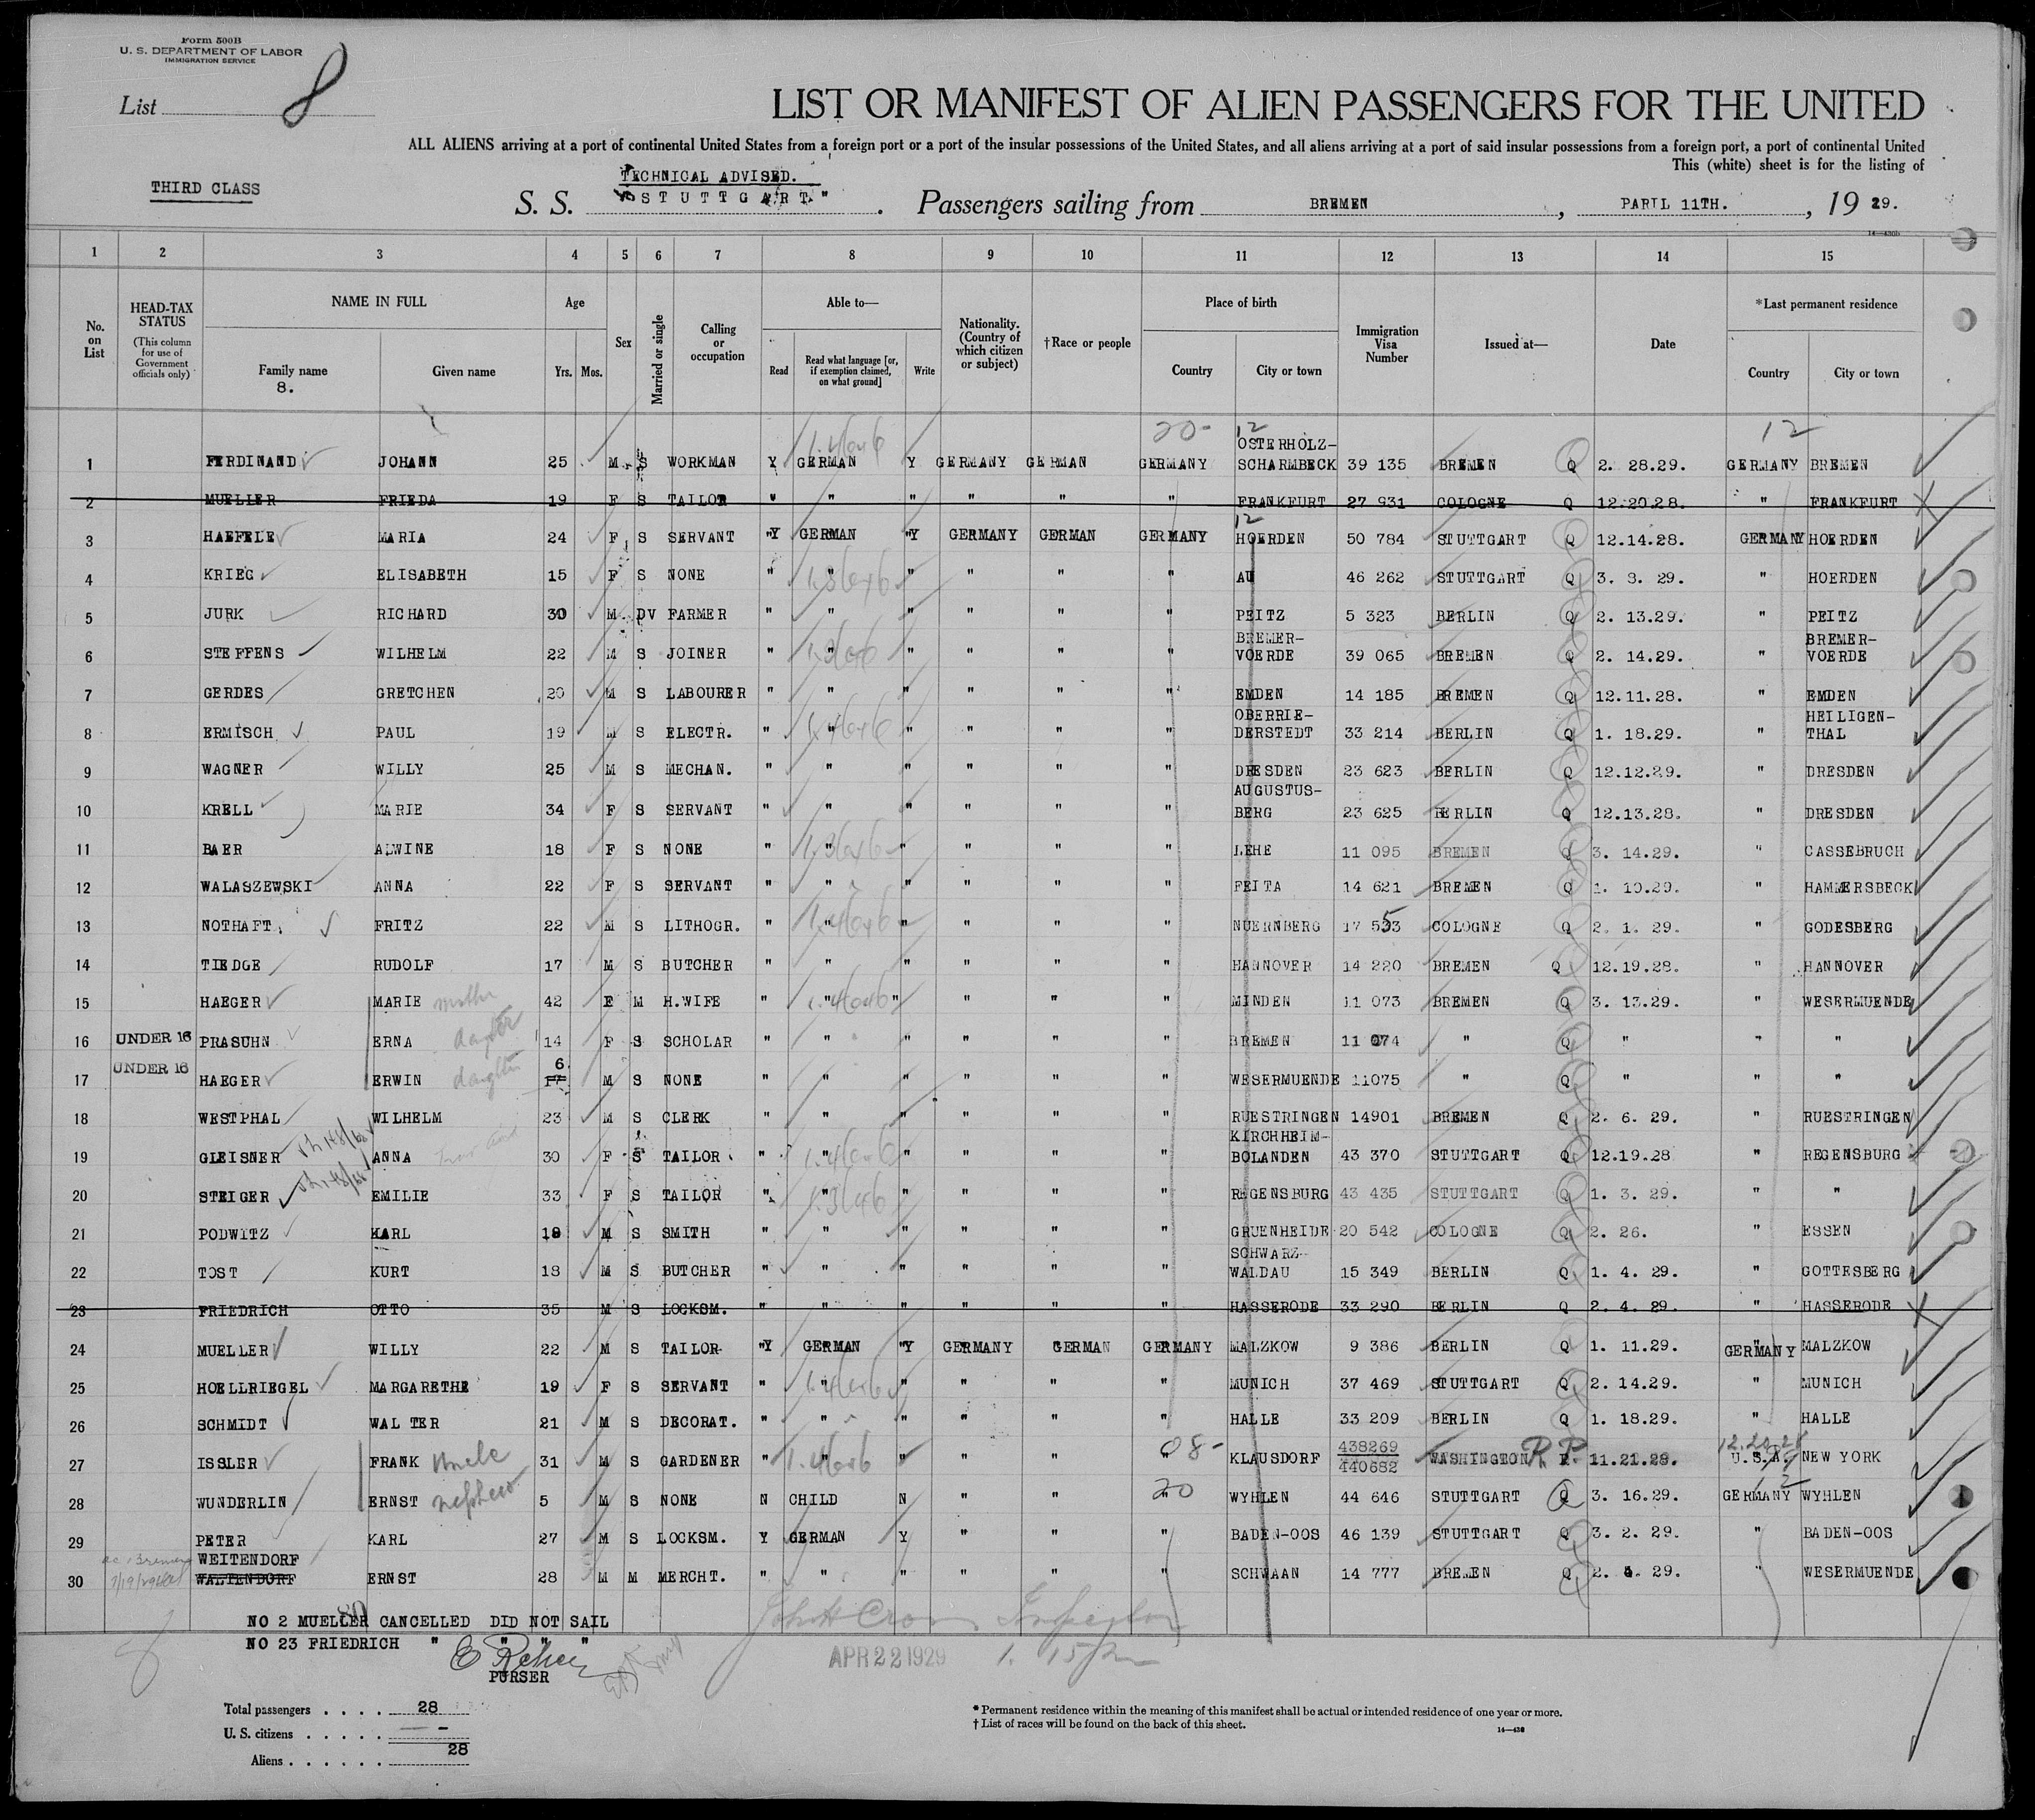 Form 500B
U. S. DEPARTMENT OF LABOR
IMMIGRATION SERVICE
List 8
LIST OR MANIFEST OF ALIEN PASSENGERS FOR THE UNITED
ALL ALIENS arriving at a port of continental United States from a foreign port or a port of the insular possessions of the United States, and all aliens arriving at a port of said insular possessions from a foreign port, a port of continental United
This (white) sheet is for the listing of
THIRD CLASS
TECHNICAL ADVISED.
S. S. "STUTTGART". Passengers sailing from BREMEN, PARIL 11TH., 1929.
14—430b
1 2 3 4 5 6 7 8 9 10 11 12 13 14 15
No. on List
HEAD-TAX STATUS (This column for use of Government officials only)
NAME IN FULL Family name 8. Given name
Age Yrs. Mos.
Sex
Married or single
Calling or occupation
Able to— Read Read what language [or, if exemption claimed, on what ground] Write
Nationality. (Country of which citizen or subject)
†Race or people
Place of birth Country City or town
Immigration Visa Number
Issued at—
Date
*Last permanent residence Country City or town
20- 12 12
1 FERDINAND JOHANN 25 M S WORKMAN Y GERMAN Y GERMANY GERMAN GERMANY OSTERHOLZ-SCHARMBECK 39 135 BREMEN Q 2. 28.29. GERMANY BREMEN
2 MUELLER FRIEDA 19 F S TAILOR " " " " " " FRANKFURT 27 931 COLOGNE Q 12.20.28. " FRANKFURT X
12
3 HAEFELE MARIA 24 F S SERVANT "Y GERMAN "Y GERMANY GERMAN GERMANY HOERDEN 50 784 STUTTGART Q 12.14.28. GERMANY HOERDEN
4 KRIEG ELISABETH 15 F S NONE " " " " " " AU 46 262 STUTTGART Q 3. 8. 29. " HOERDEN
5 JURK RICHARD 30 M DV FARMER " " " " " " PEITZ 5 323 BERLIN Q 2. 13.29. " PEITZ
6 STEFFENS WILHELM 22 M S JOINER " " " " " " BREMER-VOERDE 39 065 BREMEN Q 2. 14.29. " BREMER-VOERDE
7 GERDES GRETCHEN 20 M S LABOURER " " " " " " EMDEN 14 185 BREMEN Q 12.11.28. " EMDEN
8 ERMISCH PAUL 19 M S ELECTR. " " " " " " OBERRIE-DERSTEDT 33 214 BERLIN Q 1. 18.29. " HEILIGEN-THAL
9 WAGNER WILLY 25 M S MECHAN. " " " " " " DRESDEN 23 623 BERLIN Q 12.12.29. " DRESDEN
10 KRELL MARIE 34 F S SERVANT " " " " " " AUGUSTUS-BERG 23 625 BERLIN Q 12.13.28. " DRESDEN
11 BAER ALWINE 18 F S NONE " " " " " " LEHE 11 095 BREMEN Q 3. 14.29. " CASSEBRUCH
12 WALASZEWSKI ANNA 22 F S SERVANT " " " " " " FEITA 14 621 BREMEN Q 1. 10.29. " HAMMERSBECK
13 NOTHAFT FRITZ 22 M S LITHOGR. " " " " " " NUERNBERG 17 553 COLOGNE Q 2. 1. 29. " GODESBERG
14 TIEDGE RUDOLF 17 M S BUTCHER " " " " " " HANNOVER 14 220 BREMEN Q 12.19.28. " HANNOVER
15 HAEGER MARIE mother 42 F M H.WIFE " " " " " " MINDEN 11 073 BREMEN Q 3. 13.29. " WESERMUENDE
16 UNDER 16 PRASUHN ERNA daughter 14 F S SCHOLAR " " " " " " BREMEN 11 074 " Q " " "
17 UNDER 16 HAEGER ERWIN daughter 6 17 M S NONE " " " " " " WESERMUENDE 11075 " Q " " "
18 WESTPHAL WILHELM 23 M S CLERK " " " " " " RUESTRINGEN 14901 BREMEN Q 2. 6. 29. " RUESTRINGEN
19 GLEISNER ANNA 30 F S TAILOR " " " " " " KIRCHHEIM-BOLANDEN 43 370 STUTTGART Q 12.19.28 " REGENSBURG
20 STEIGER EMILIE 33 F S TAILOR " " " " " " REGENSBURG 43 435 STUTTGART Q 1. 3. 29. " "
21 PODWITZ KARL 18 M S SMITH " " " " " " GRUENHEIDE 20 542 COLOGNE Q 2. 26. " ESSEN
22 TOST KURT 18 M S BUTCHER " " " " " " SCHWARZ-WALDAU 15 349 BERLIN Q 1. 4. 29. " GOTTESBERG
23 FRIEDRICH OTTO 35 M S LOCKSM. " " " " " " HASSERODE 33 290 BERLIN Q 2. 4. 29. " HASSERODE X
24 MUELLER WILLY 22 M S TAILOR "Y GERMAN "Y GERMANY GERMAN GERMANY MALZKOW 9 386 BERLIN Q 1. 11.29. GERMANY MALZKOW
25 HOELLRIEGEL MARGARETHE 19 F S SERVANT " " " " " " MUNICH 37 469 STUTTGART Q 2. 14.29. " MUNICH
26 SCHMIDT WALTER 21 M S DECORAT. " " " " " " HALLE 33 209 BERLIN Q 1. 18.29. " HALLE
27 ISSLER FRANK uncle 31 M S GARDENER " " " " " 08- " KLAUSDORF 438269 440682 WASHINGTON R.P. 11.21.28. U.S.A. NEW YORK
28 WUNDERLIN ERNST nephew 5 M S NONE N CHILD N " " 20 " WYHLEN 44 646 STUTTGART Q 3. 16.29. 12 GERMANY WYHLEN
29 PETER KARL 27 M S LOCKSM. Y GERMAN Y " " " BADEN-OOS 46 139 STUTTGART Q 3. 2. 29. " BADEN-OOS
30 WEITENDORF WALTENDORF ERNST 28 M M MERCHT. " " " " " " SCHWAAN 14 777 BREMEN Q 2. 29. " WESERMUENDE
NO 2 MUELLER CANCELLED DID NOT SAIL
NO 23 FRIEDRICH " " " "
PURSER
APR 22 1929
Total passengers . . . . 28
U. S. citizens . . . . . -
Aliens . . . . . . 28
* Permanent residence within the meaning of this manifest shall be actual or intended residence of one year or more.
† List of races will be found on the back of this sheet.
14—430